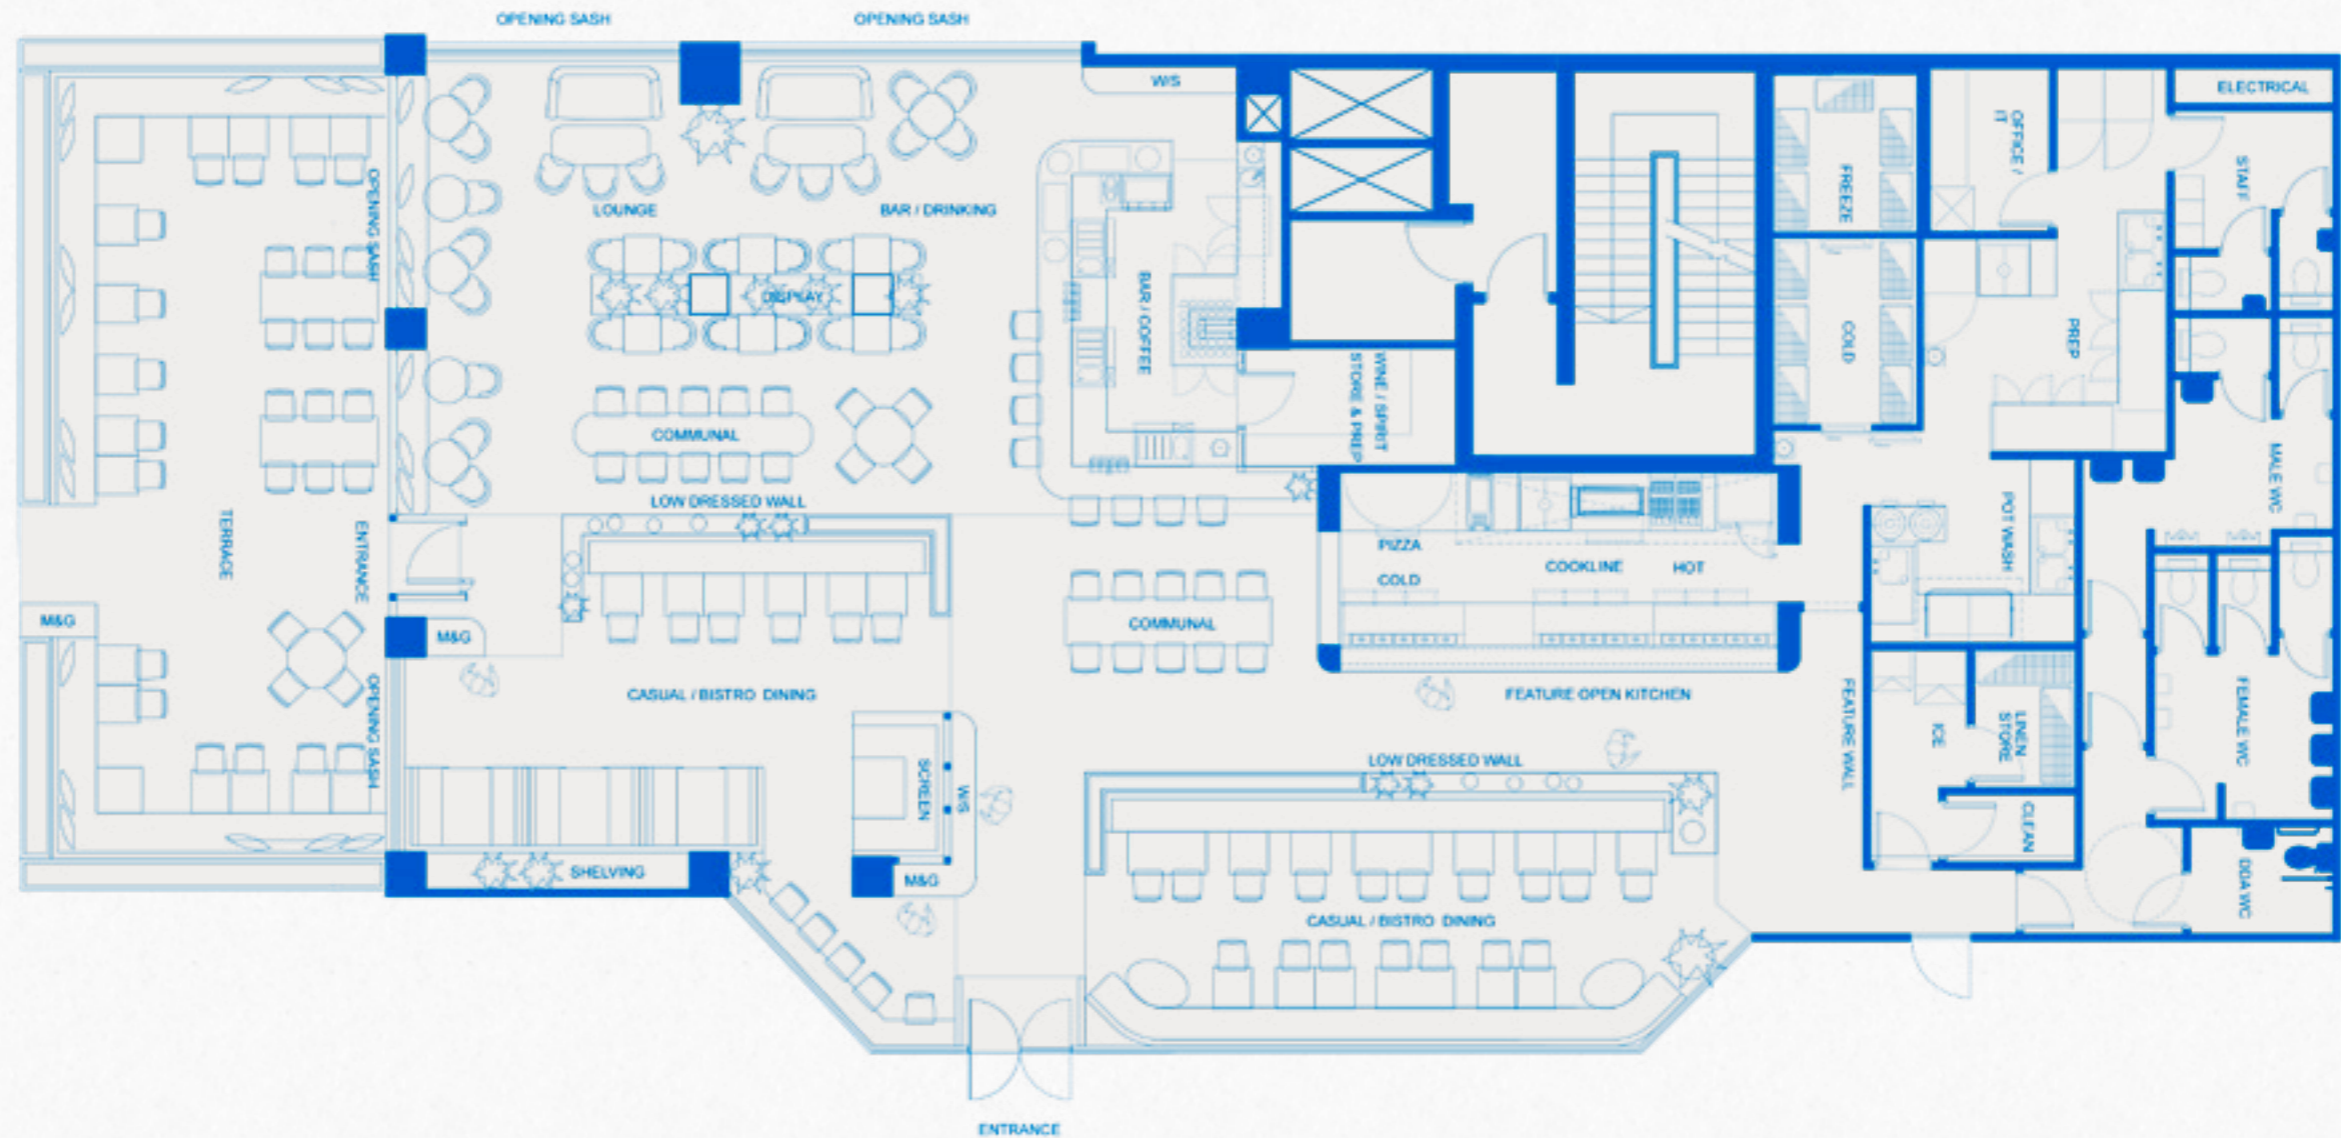 OPENING SASH
OPENING SASH
W/S
ELECTRICAL
OFFICE /
IT
STAFF
FREEZE
OPENING SASH
LOUNGE
BAR / DRINKING
DISPLAY
BAR / COFFEE
COLD
PREP
WINE / SPIRIT
STORE & PREP
COMMUNAL
MALE WC
LOW DRESSED WALL
TERRACE
ENTRANCE
POT WASH
PIZZA
COLD
COOKLINE
HOT
M&G
M&G
COMMUNAL
CASUAL / BISTRO DINING
FEATURE OPEN KITCHEN
OPENING SASH
FEATURE WALL
ICE
LINEN
STORE
FEMALE WC
LOW DRESSED WALL
SCREEN
W/S
CLEAN
SHELVING
M&G
DDA WC
CASUAL / BISTRO DINING
ENTRANCE